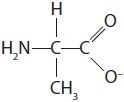 H
O
H₂N—C—C
O⁻
CH₃